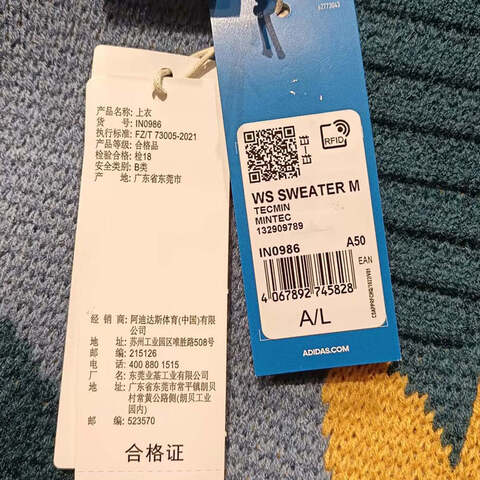 产品名称: 上衣
货 号: IN0986
执行标准: FZ/T 73005-2021
产品等级: 合格品
检验合格: 检18
安全类别: B类
产 地: 广东省东莞市
经 销 商: 阿迪达斯体育(中国)有限
公司
地 址: 苏州工业园区唯胜路508号
邮 编: 215126
电 话: 400 880 1515
厂 名: 东莞业基工业有限公司
地 址: 广东省东莞市常平镇朗贝
村常黄公路侧(朗贝工业
园内)
邮 编: 523570
合格证
RFID
WS SWEATER M
TECMIN
MINTEC
132909789
IN0986 A50
EAN
4 067892 745828
A/L
ADIDAS.COM